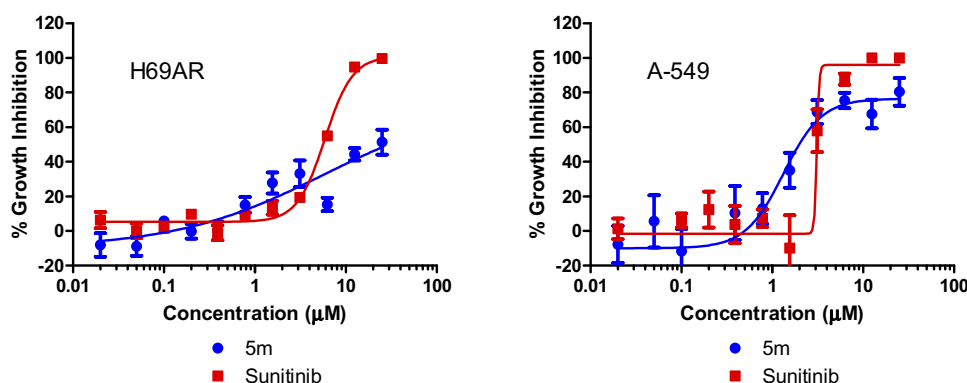 H69AR
% Growth Inhibition
120
100
80
60
40
20
0
-20
0.01
0.1
1
10
100
Concentration (μM)
5m
Sunitinib
A-549
% Growth Inhibition
120
100
80
60
40
20
0
-20
0.01
0.1
1
10
100
Concentration (μM)
5m
Sunitinib